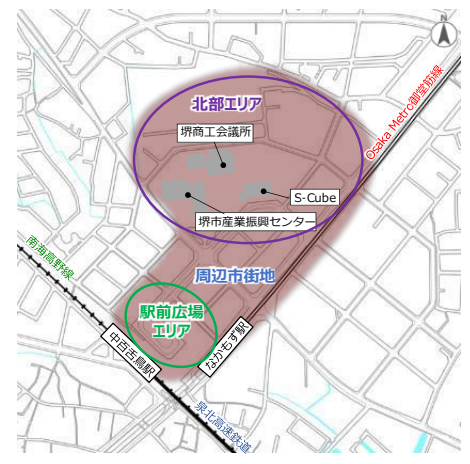 N
北部エリア
Osaka Metro御堂筋線
堺商工会議所
S-Cube
堺市産業振興センター
南海高野線
周辺市街地
駅前広場
エリア
中百舌鳥駅
なかもず駅
泉北高速鉄道